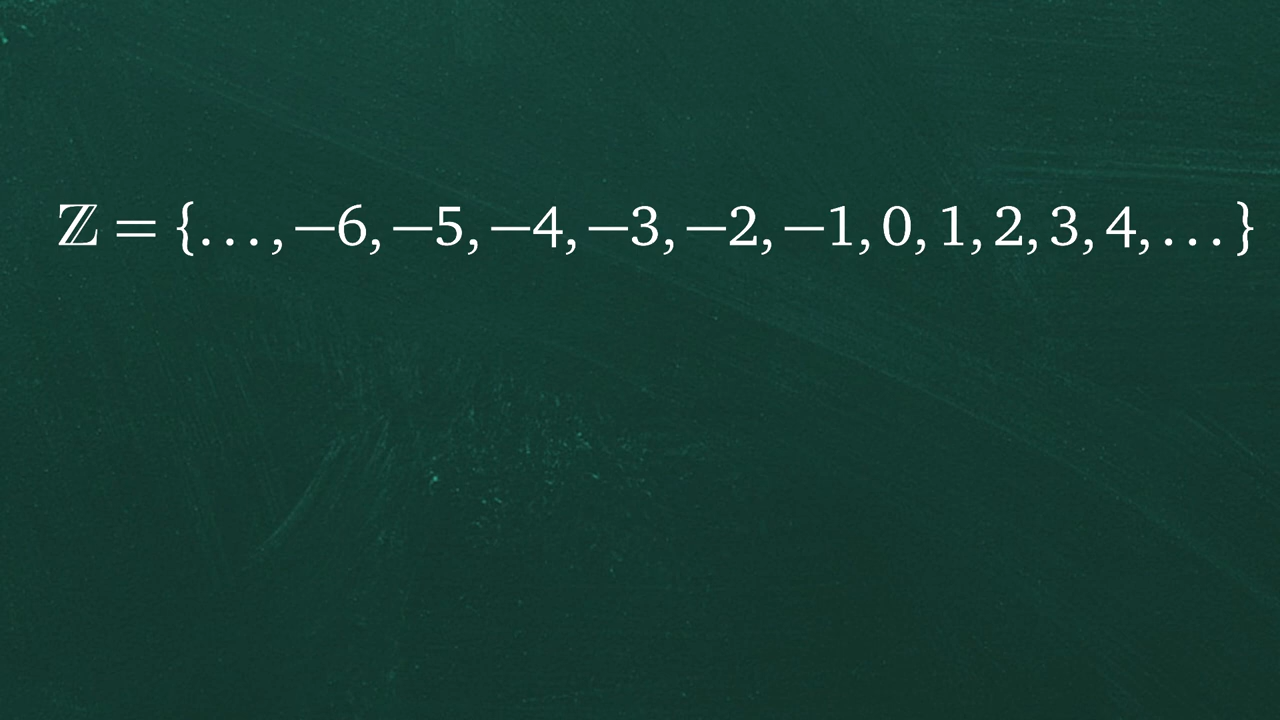 ℤ = {…, −6, −5, −4, −3, −2, −1, 0, 1, 2, 3, 4, …}